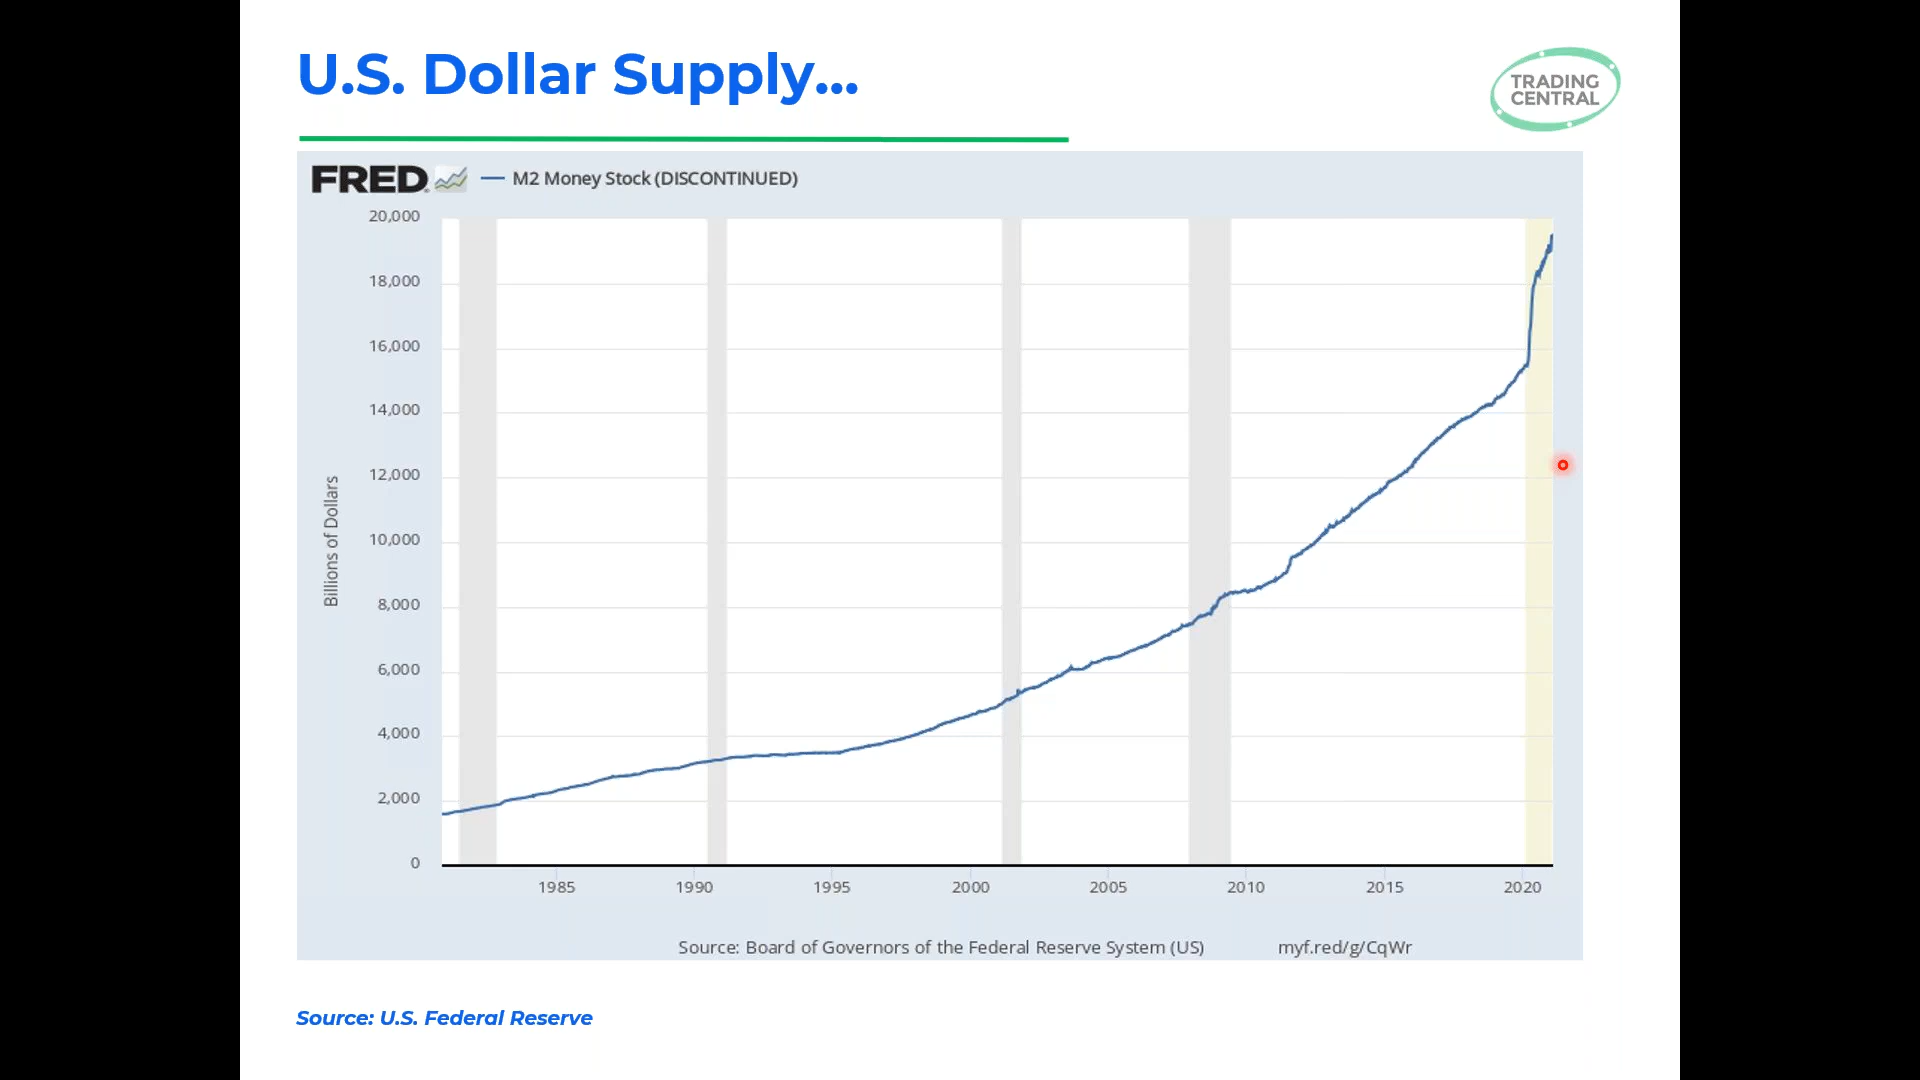 U.S. Dollar Supply...
TRADING
CENTRAL
FRED
M2 Money Stock (DISCONTINUED)
20,000
18,000
16,000
14,000
12,000
10,000
8,000
6,000
4,000
2,000
0
Billions of Dollars
1985 1990 1995 2000 2005 2010 2015 2020
Source: Board of Governors of the Federal Reserve System (US) myf.red/g/CqWr
Source: U.S. Federal Reserve